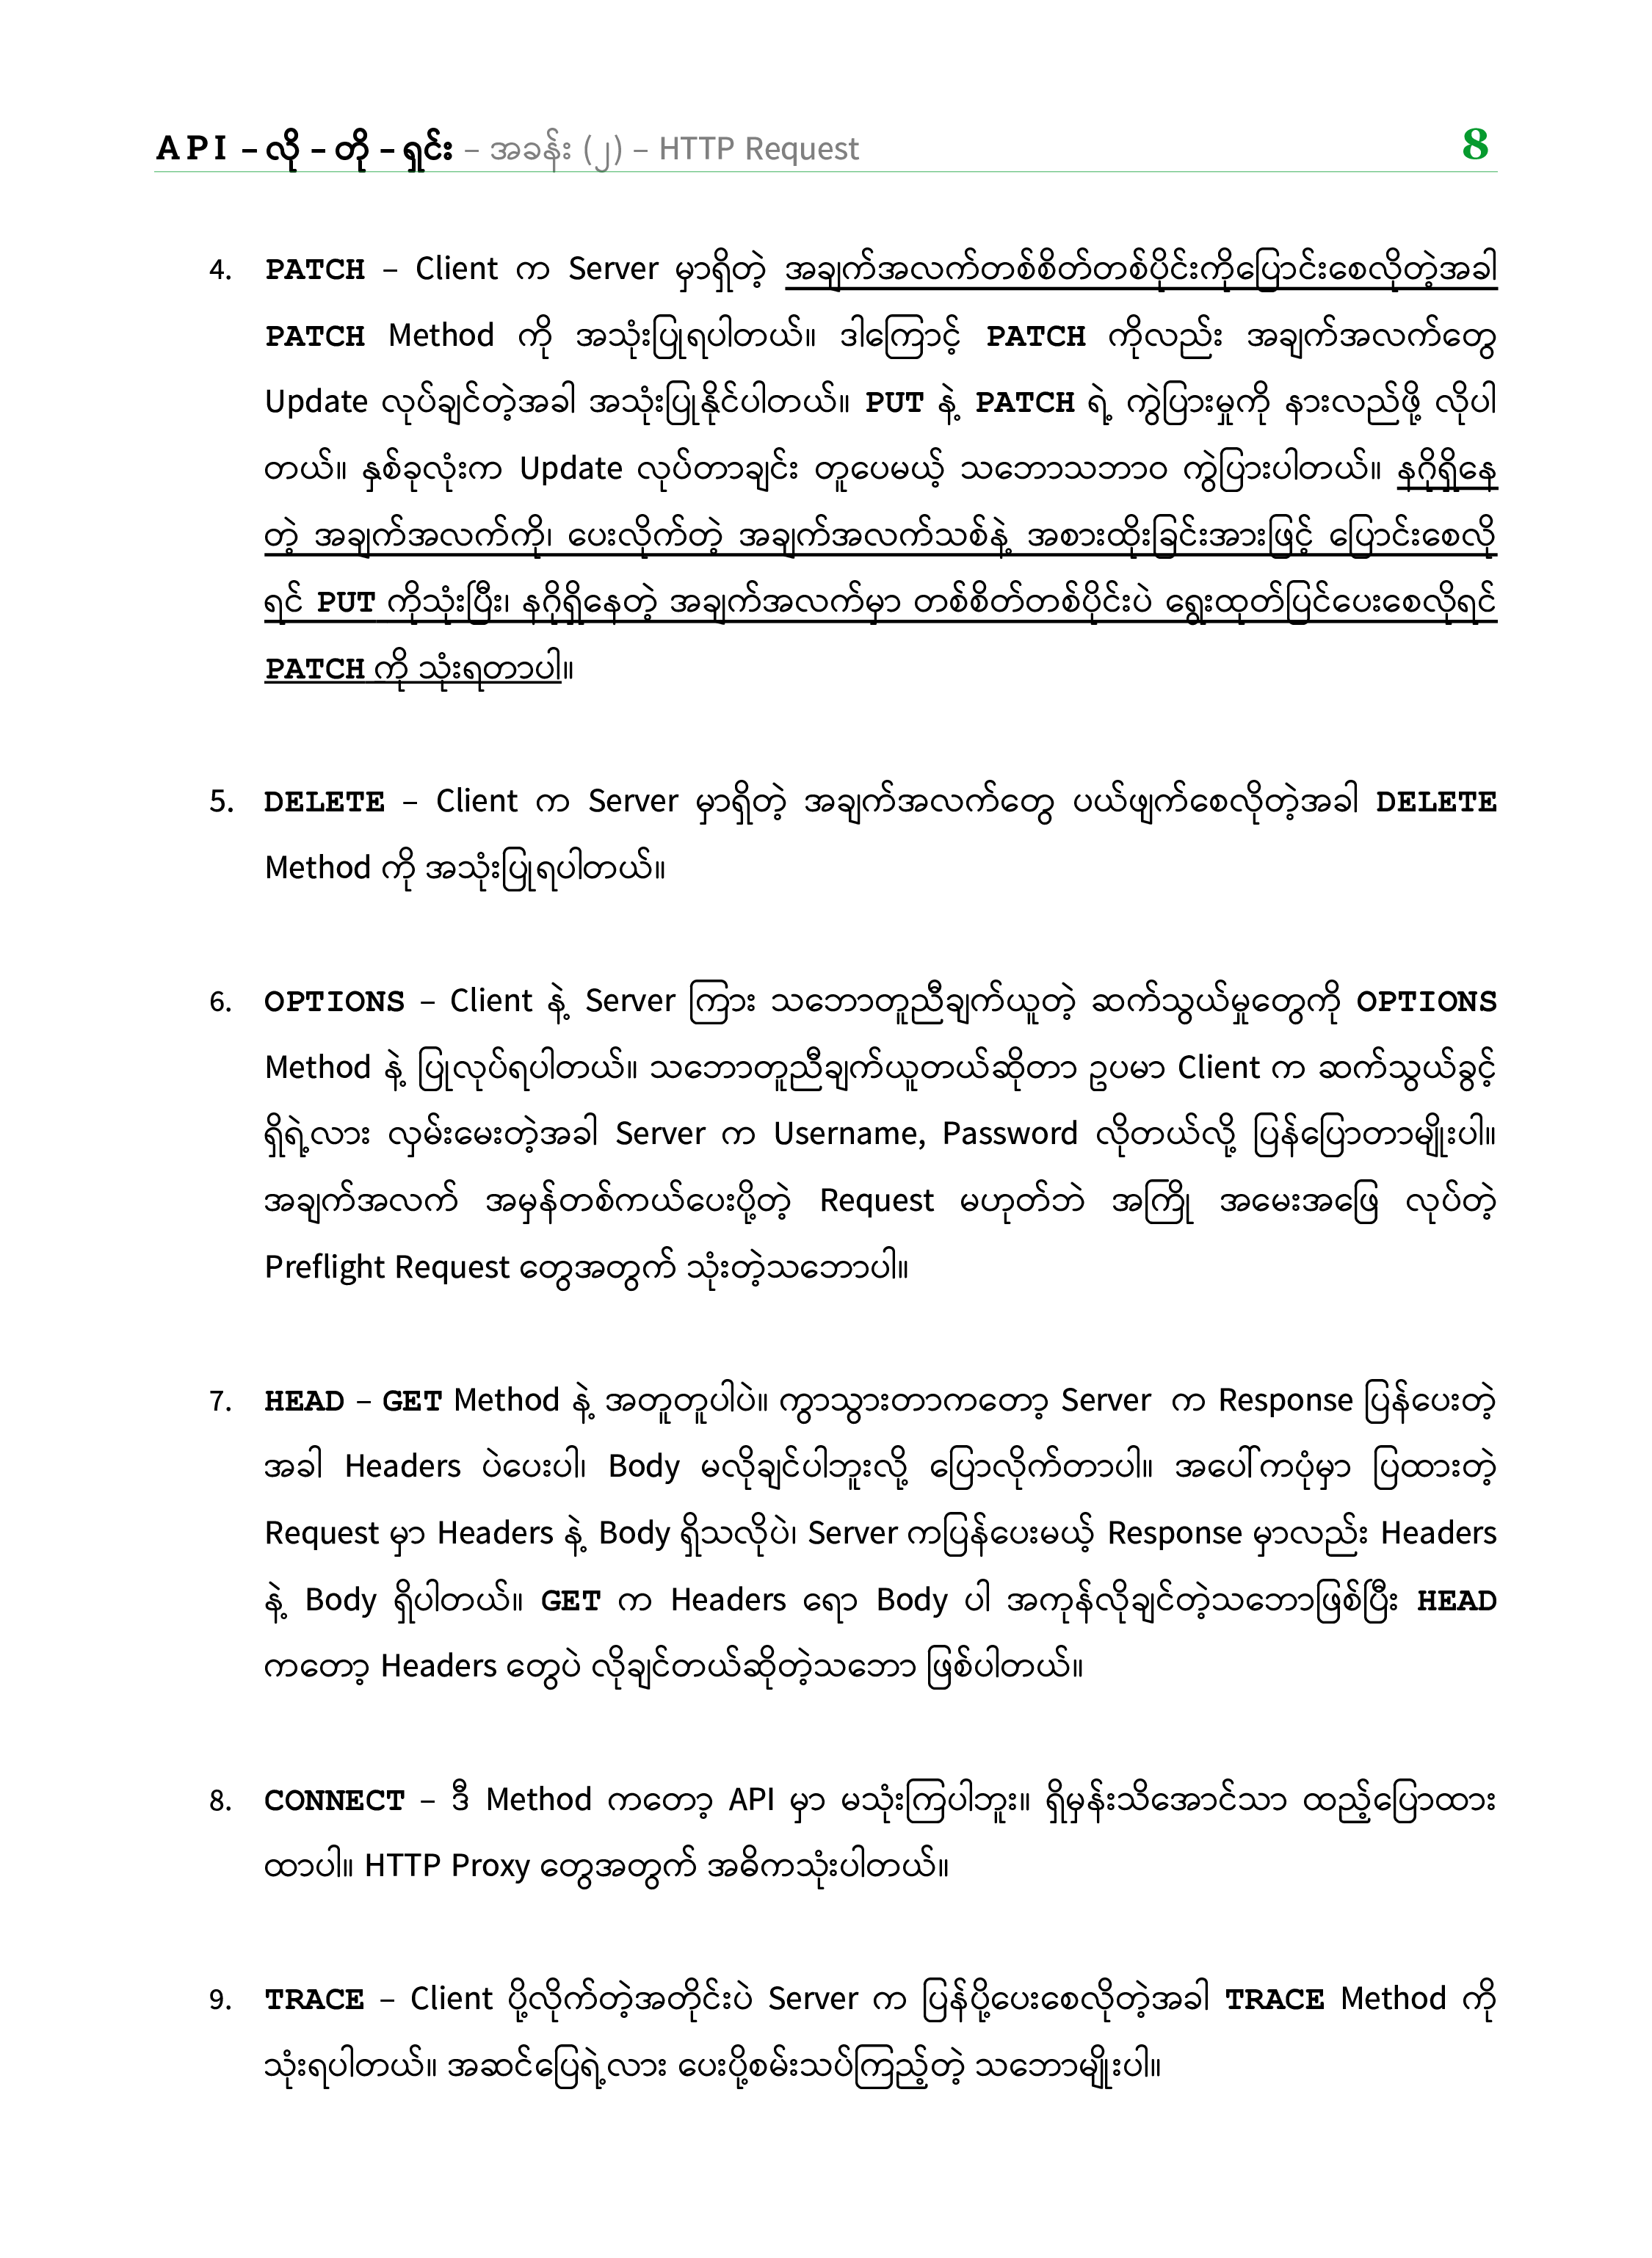 API – လို – တို – ရှင်း – အခန်း (၂) – HTTP Request 8
4. PATCH – Client က Server မှာရှိတဲ့ အချက်အလက်တစ်စိတ်တစ်ပိုင်းကိုပြောင်းစေလိုတဲ့အခါ
PATCH Method ကို အသုံးပြုရပါတယ်။ ဒါကြောင့် PATCH ကိုလည်း အချက်အလက်တွေ
Update လုပ်ချင်တဲ့အခါ အသုံးပြုနိုင်ပါတယ်။ PUT နဲ့ PATCH ရဲ့ ကွဲပြားမှုကို နားလည်ဖို့ လိုပါ
တယ်။ နှစ်ခုလုံးက Update လုပ်တာချင်း တူပေမယ့် သဘောသဘာဝ ကွဲပြားပါတယ်။ နဂိုရှိနေ
တဲ့ အချက်အလက်ကို၊ ပေးလိုက်တဲ့ အချက်အလက်သစ်နဲ့ အစားထိုးခြင်းအားဖြင့် ပြောင်းစေလို
ရင် PUT ကိုသုံးပြီး၊ နဂိုရှိနေတဲ့ အချက်အလက်မှာ တစ်စိတ်တစ်ပိုင်းပဲ ရွေးထုတ်ပြင်ပေးစေလိုရင်
PATCH ကို သုံးရတာပါ။
5. DELETE – Client က Server မှာရှိတဲ့ အချက်အလက်တွေ ပယ်ဖျက်စေလိုတဲ့အခါ DELETE
Method ကို အသုံးပြုရပါတယ်။
6. OPTIONS – Client နဲ့ Server ကြား သဘောတူညီချက်ယူတဲ့ ဆက်သွယ်မှုတွေကို OPTIONS
Method နဲ့ ပြုလုပ်ရပါတယ်။ သဘောတူညီချက်ယူတယ်ဆိုတာ ဥပမာ Client က ဆက်သွယ်ခွင့်
ရှိရဲ့လား လှမ်းမေးတဲ့အခါ Server က Username, Password လိုတယ်လို့ ပြန်ပြောတာမျိုးပါ။
အချက်အလက် အမှန်တစ်ကယ်ပေးပို့တဲ့ Request မဟုတ်ဘဲ အကြို အမေးအဖြေ လုပ်တဲ့
Preflight Request တွေအတွက် သုံးတဲ့သဘောပါ။
7. HEAD – GET Method နဲ့ အတူတူပါပဲ။ ကွာသွားတာကတော့ Server က Response ပြန်ပေးတဲ့
အခါ Headers ပဲပေးပါ၊ Body မလိုချင်ပါဘူးလို့ ပြောလိုက်တာပါ။ အပေါ်ကပုံမှာ ပြထားတဲ့
Request မှာ Headers နဲ့ Body ရှိသလိုပဲ၊ Server ကပြန်ပေးမယ့် Response မှာလည်း Headers
နဲ့ Body ရှိပါတယ်။ GET က Headers ရော Body ပါ အကုန်လိုချင်တဲ့သဘောဖြစ်ပြီး HEAD
ကတော့ Headers တွေပဲ လိုချင်တယ်ဆိုတဲ့သဘော ဖြစ်ပါတယ်။
8. CONNECT – ဒီ Method ကတော့ API မှာ မသုံးကြပါဘူး။ ရှိမှန်းသိအောင်သာ ထည့်ပြောထား
ထာပါ။ HTTP Proxy တွေအတွက် အဓိကသုံးပါတယ်။
9. TRACE – Client ပို့လိုက်တဲ့အတိုင်းပဲ Server က ပြန်ပို့ပေးစေလိုတဲ့အခါ TRACE Method ကို
သုံးရပါတယ်။ အဆင်ပြေရဲ့လား ပေးပို့စမ်းသပ်ကြည့်တဲ့ သဘောမျိုးပါ။